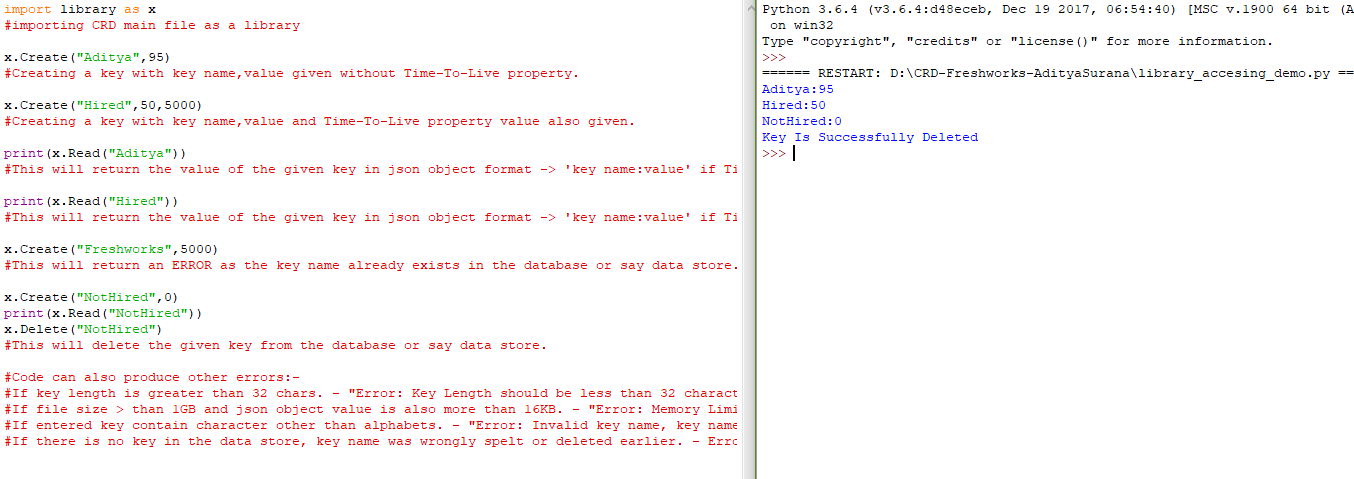 import library as x
#importing CRD main file as a library
x.Create("Aditya",95)
#Creating a key with key name,value given without Time-To-Live property.
x.Create("Hired",50,5000)
#Creating a key with key name,value and Time-To-Live property value also given.
print(x.Read("Aditya"))
#This will return the value of the given key in json object format -> 'key name:value' if Ti
print(x.Read("Hired"))
#This will return the value of the given key in json object format -> 'key name:value' if Ti
x.Create("Freshworks",5000)
#This will return an ERROR as the key name already exists in the database or say data store.
x.Create("NotHired",0)
print(x.Read("NotHired"))
x.Delete("NotHired")
#This will delete the given key from the database or say data store.
#Code can also produce other errors:-
#If key length is greater than 32 chars. - "Error: Key Length should be less than 32 charact
#If file size > than 1GB and json object value is also more than 16KB. - "Error: Memory Limi
#If entered key contain character other than alphabets. - "Error: Invalid key name, key name
#If there is no key in the data store, key name was wrongly spelt or deleted earlier. - Erro
Python 3.6.4 (v3.6.4:d48eceb, Dec 19 2017, 06:54:40) [MSC v.1900 64 bit (A
on win32
Type "copyright", "credits" or "license()" for more information.
>>>
====== RESTART: D:\CRD-Freshworks-AdityaSurana\library_accesing_demo.py ==
Aditya:95
Hired:50
NotHired:0
Key Is Successfully Deleted
>>>